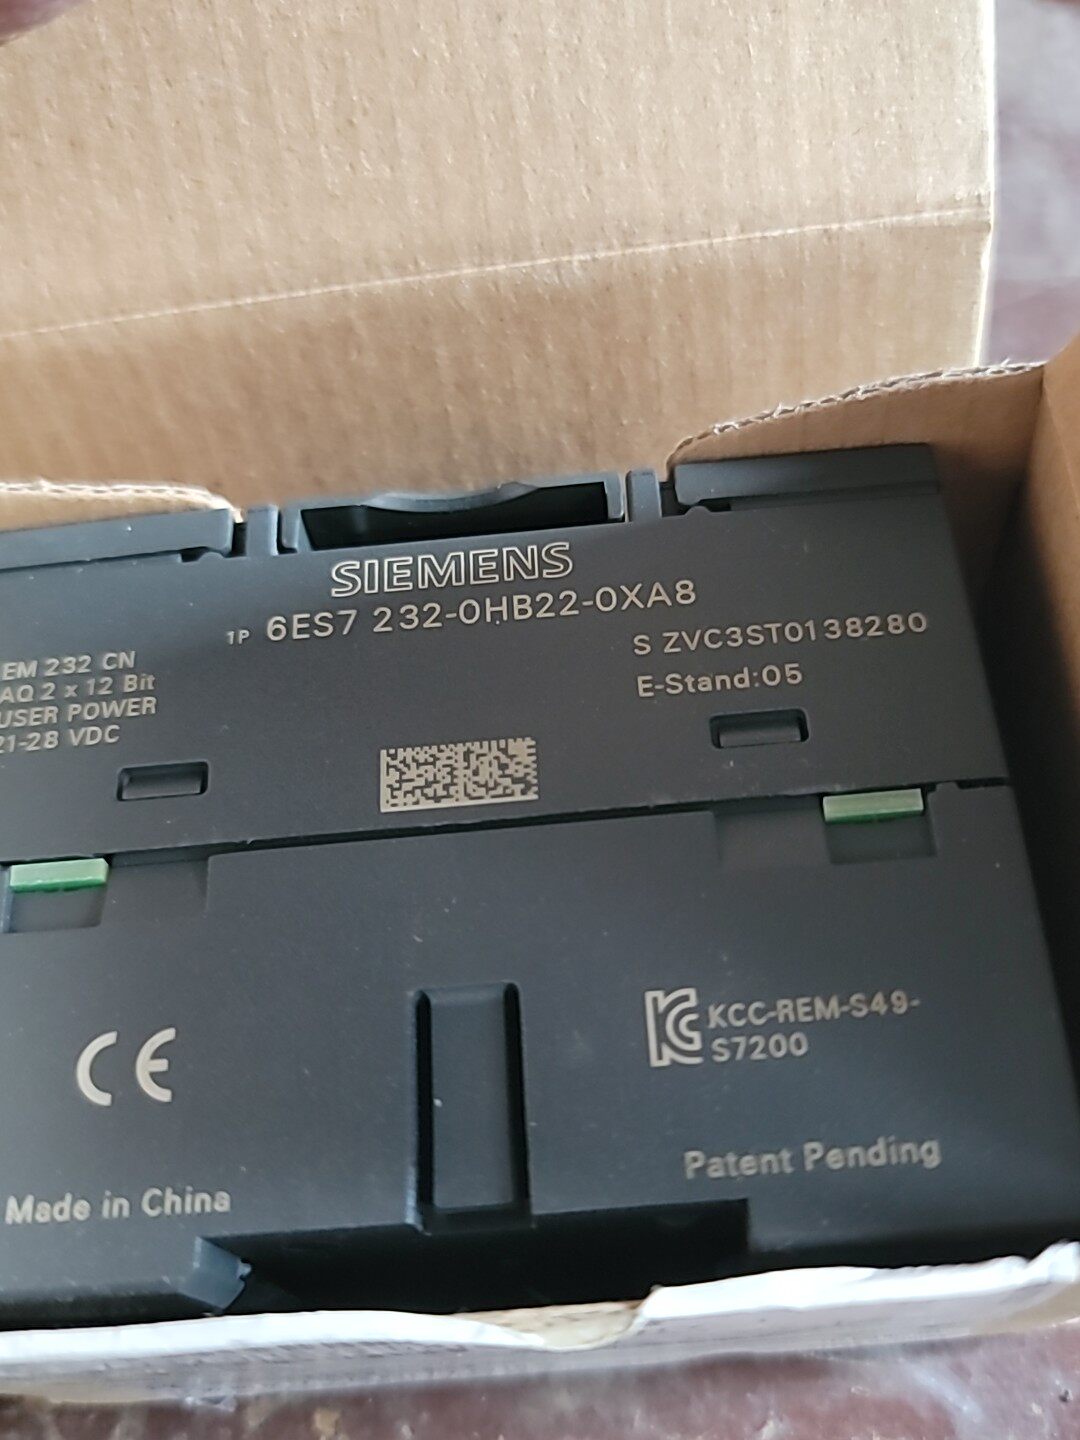 SIEMENS
1P 6ES7 232-0HB22-0XA8
S ZVC3ST0138280
E-Stand:05
EM 232 CN
AQ 2 x 12 Bit
USER POWER
21-28 VDC
CE
KCC-REM-S49-
S7200
Patent Pending
Made in China